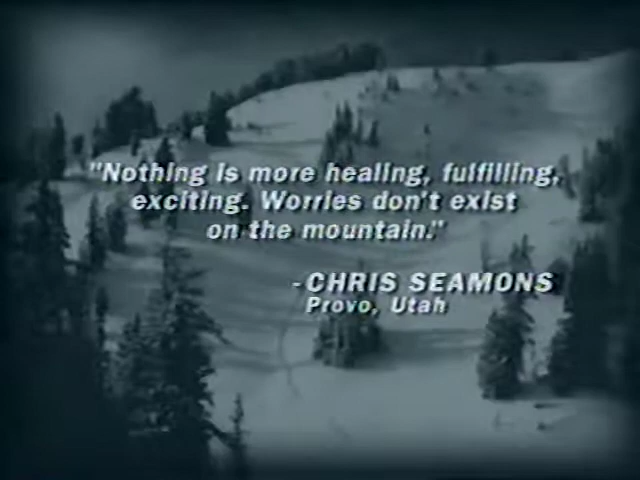 "Nothing is more healing, fulfilling,
exciting. Worries don't exist
on the mountain."
- CHRIS SEAMONS
Provo, Utah